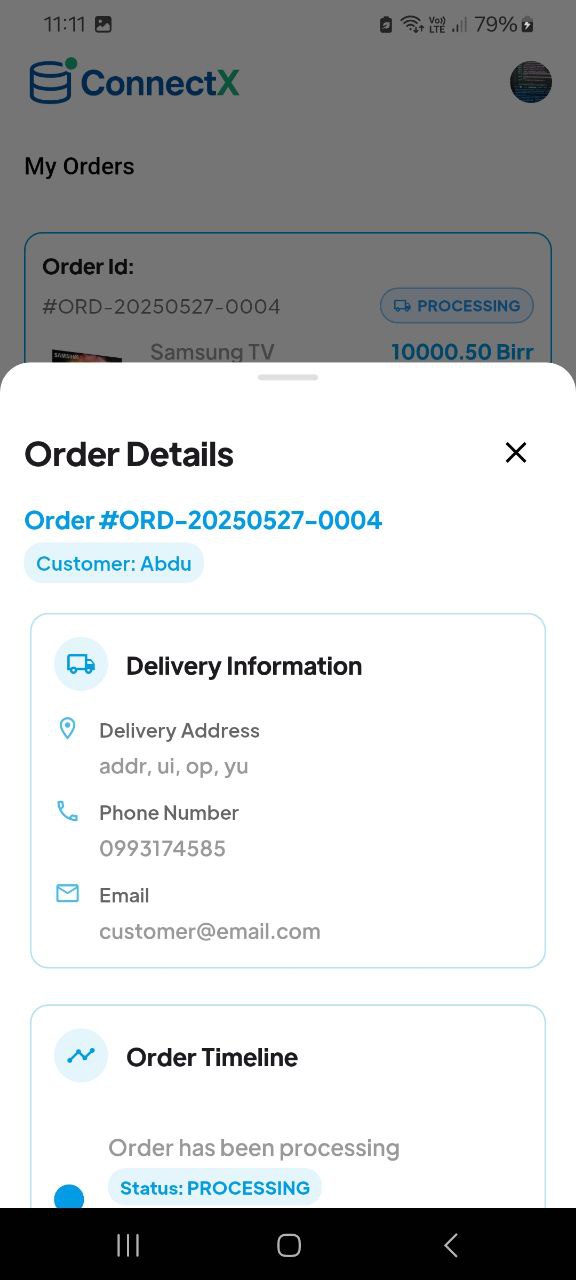 11:11
Vo)) LTE 79%
ConnectX
My Orders
Order Id:
#ORD-20250527-0004
PROCESSING
SAMSUNG
Samsung TV
10000.50 Birr
Order Details
Order #ORD-20250527-0004
Customer: Abdu
Delivery Information
Delivery Address
addr, ui, op, yu
Phone Number
0993174585
Email
customer@email.com
Order Timeline
Order has been processing
Status: PROCESSING